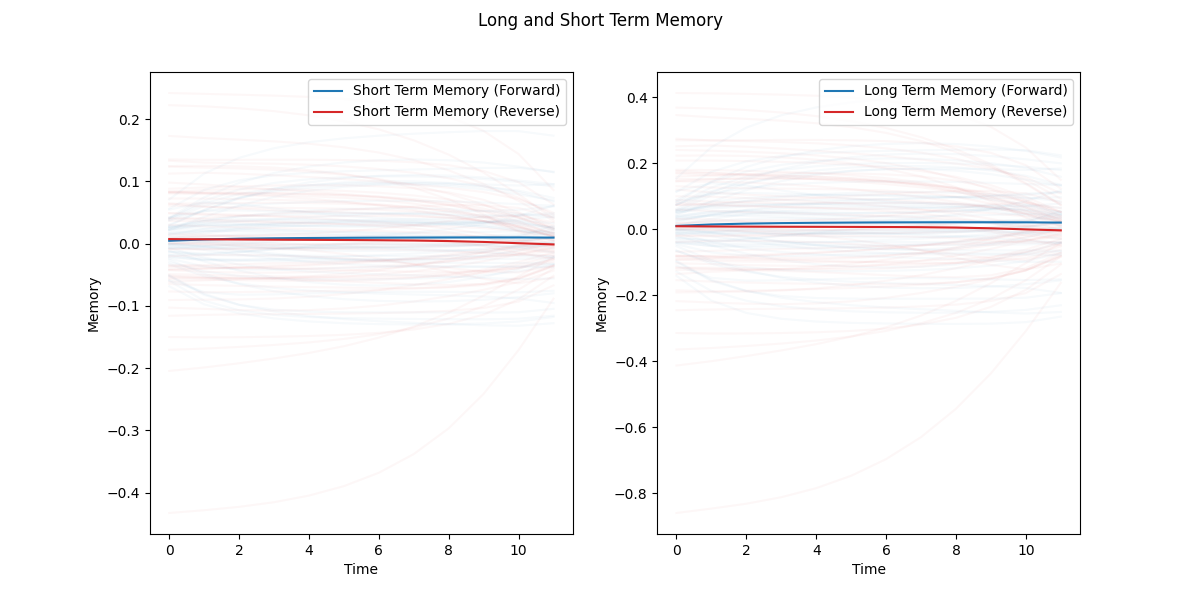 Long and Short Term Memory
Short Term Memory (Forward)
Short Term Memory (Reverse)
0.2
0.1
0.0
−0.1
−0.2
−0.3
−0.4
Memory
0 2 4 6 8 10
Time
Long Term Memory (Forward)
Long Term Memory (Reverse)
0.4
0.2
0.0
−0.2
−0.4
−0.6
−0.8
Memory
0 2 4 6 8 10
Time